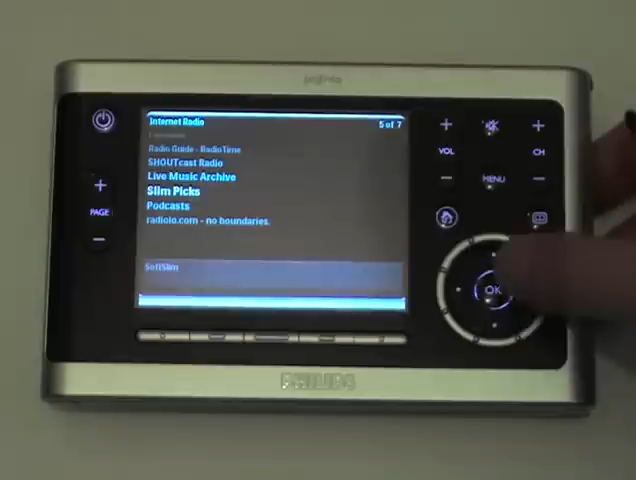 pronto
Internet Radio 5 of 7
Radio Guide - RadioTime
SHOUTcast Radio
Live Music Archive
Slim Picks
Podcasts
radioio.com - no boundaries.
SoftSlim
+ +
VOL CH
- MENU -
+
PAGE
-
OK
PHILIPS